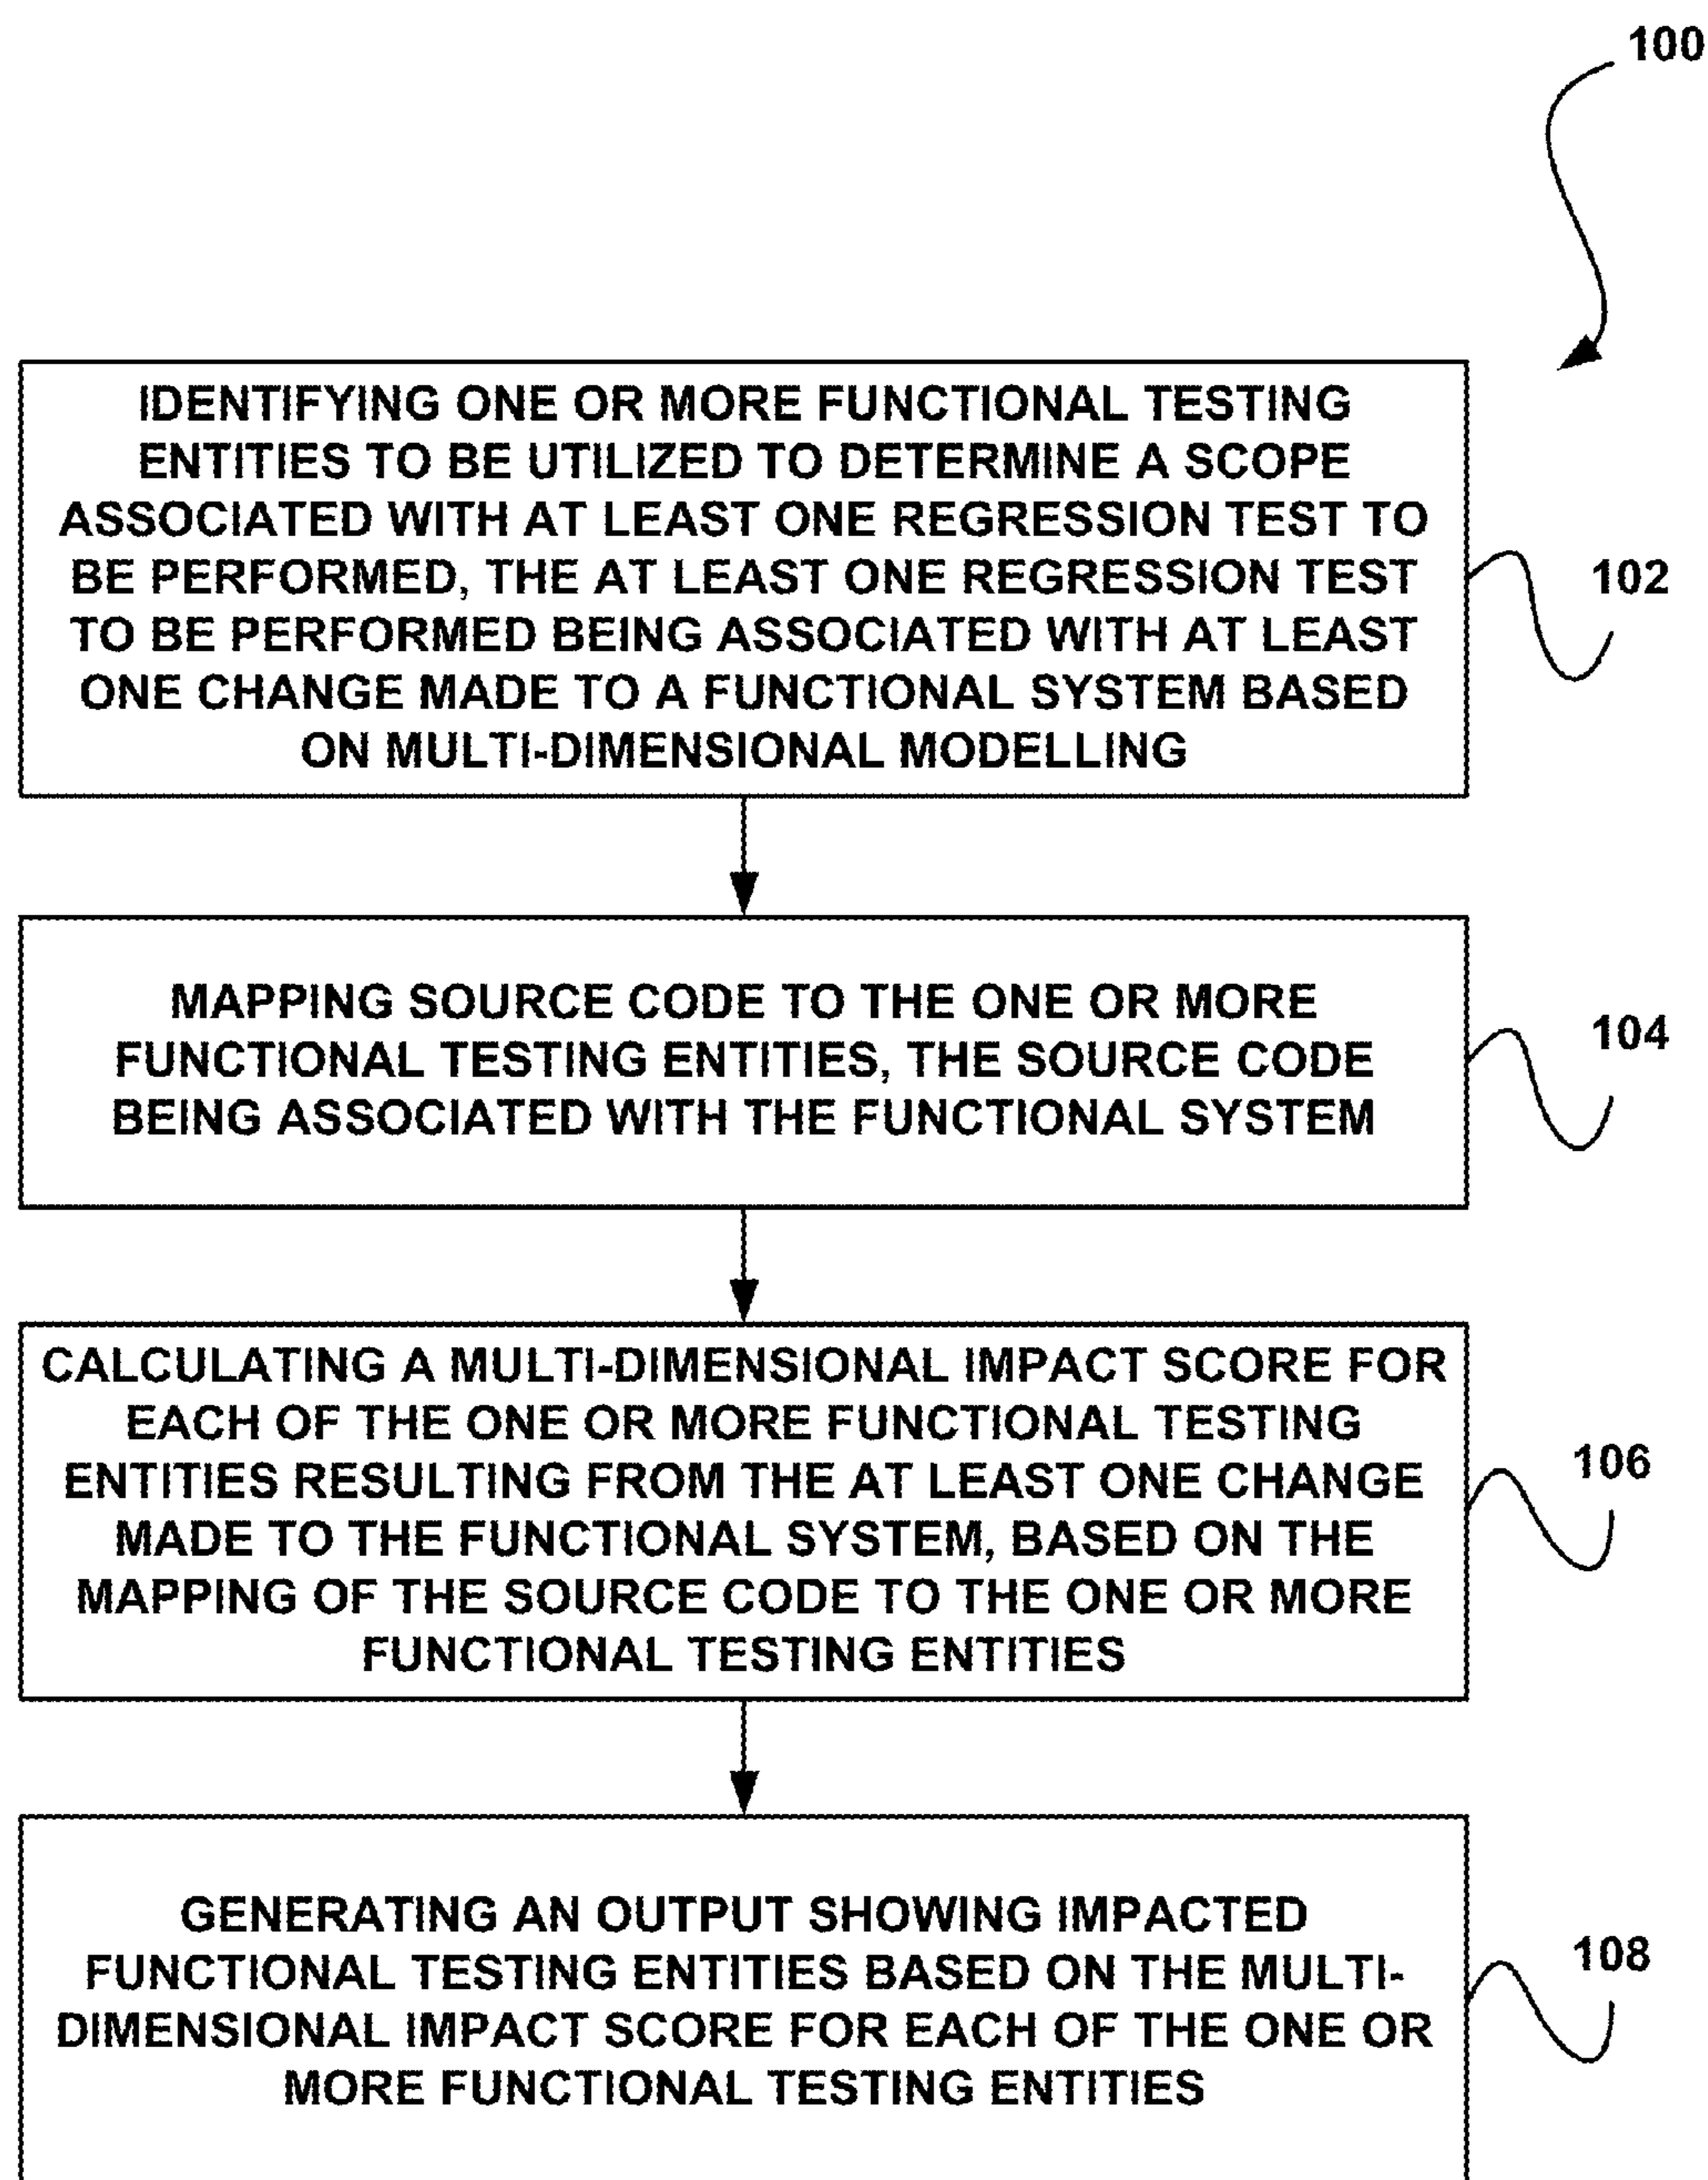 100
IDENTIFYING ONE OR MORE FUNCTIONAL TESTING
ENTITIES TO BE UTILIZED TO DETERMINE A SCOPE
ASSOCIATED WITH AT LEAST ONE REGRESSION TEST TO
BE PERFORMED, THE AT LEAST ONE REGRESSION TEST
TO BE PERFORMED BEING ASSOCIATED WITH AT LEAST
ONE CHANGE MADE TO A FUNCTIONAL SYSTEM BASED
ON MULTI-DIMENSIONAL MODELLING
102
MAPPING SOURCE CODE TO THE ONE OR MORE
FUNCTIONAL TESTING ENTITIES, THE SOURCE CODE
BEING ASSOCIATED WITH THE FUNCTIONAL SYSTEM
104
CALCULATING A MULTI-DIMENSIONAL IMPACT SCORE FOR
EACH OF THE ONE OR MORE FUNCTIONAL TESTING
ENTITIES RESULTING FROM THE AT LEAST ONE CHANGE
MADE TO THE FUNCTIONAL SYSTEM, BASED ON THE
MAPPING OF THE SOURCE CODE TO THE ONE OR MORE
FUNCTIONAL TESTING ENTITIES
106
GENERATING AN OUTPUT SHOWING IMPACTED
FUNCTIONAL TESTING ENTITIES BASED ON THE MULTI-
DIMENSIONAL IMPACT SCORE FOR EACH OF THE ONE OR
MORE FUNCTIONAL TESTING ENTITIES
108